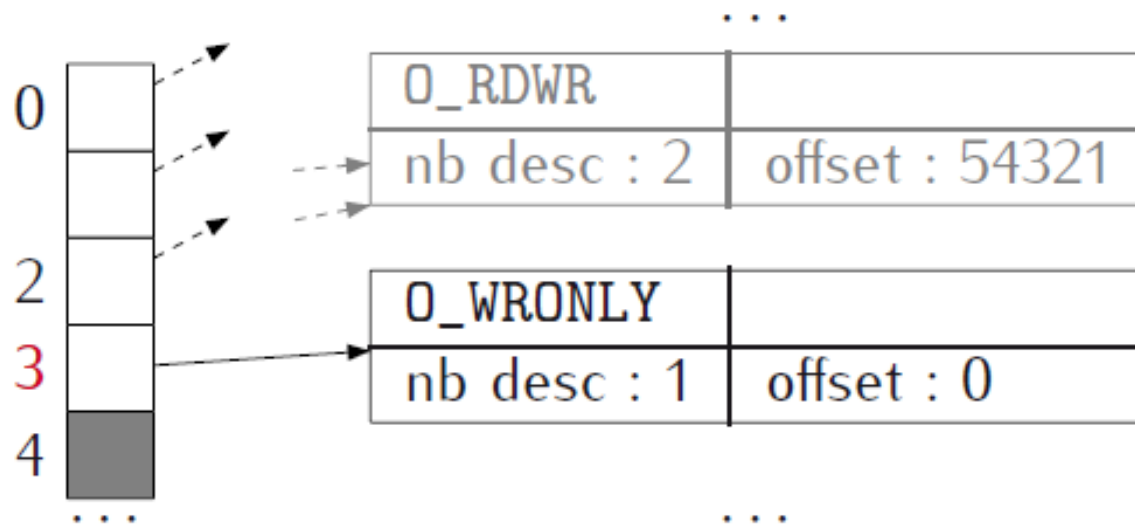 ...
0
O_RDWR
nb desc : 2 offset : 54321
2
O_WRONLY
3
nb desc : 1 offset : 0
4
... ...